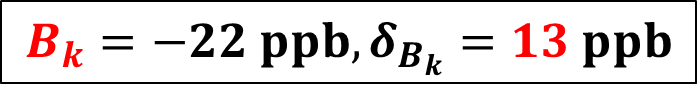 B_k = −22 ppb, δ_{B_k} = 13 ppb